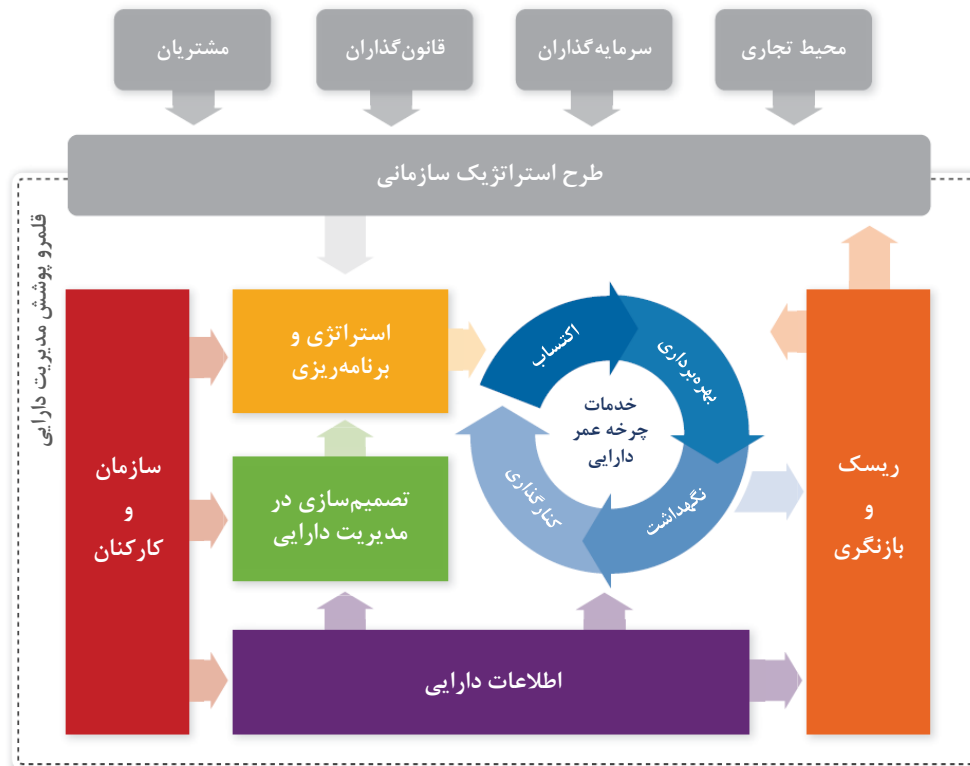 محیط تجاری
سرمایه‌گذاران
قانون‌گذاران
مشتریان
طرح استراتژیک سازمانی
قلمرو پوشش مدیریت دارایی
ریسک
و
بازنگری
اکتساب
بهره‌برداری
نگهداشت
کنارگذاری
خدمات
چرخه عمر
دارایی
استراتژی و
برنامه‌ریزی
تصمیم‌سازی در
مدیریت دارایی
سازمان
و
کارکنان
اطلاعات دارایی